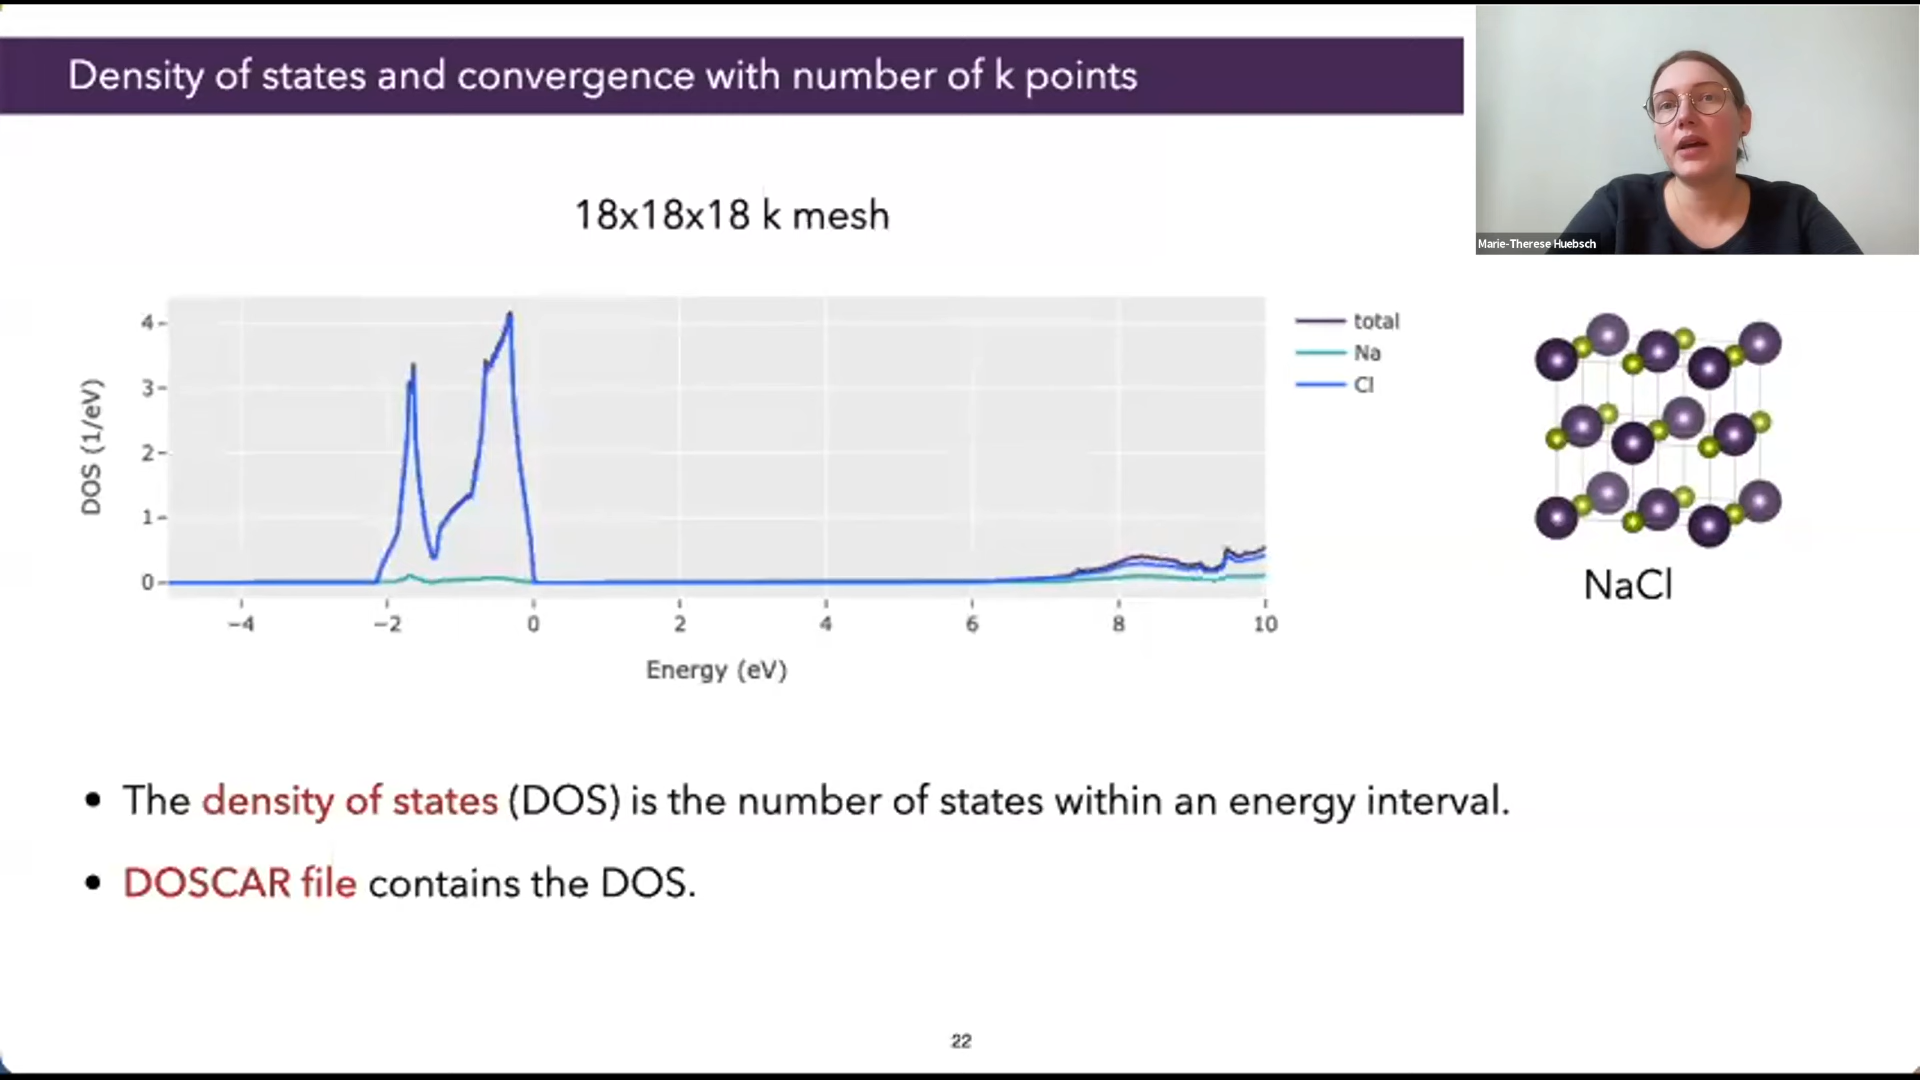 Density of states and convergence with number of k points
Marie-Therese Huebsch
18x18x18 k mesh
4
3
2
1
0
DOS (1/eV)
−4
−2
0
2
4
6
8
10
Energy (eV)
total
Na
Cl
NaCl
• The density of states (DOS) is the number of states within an energy interval.
• DOSCAR file contains the DOS.
22